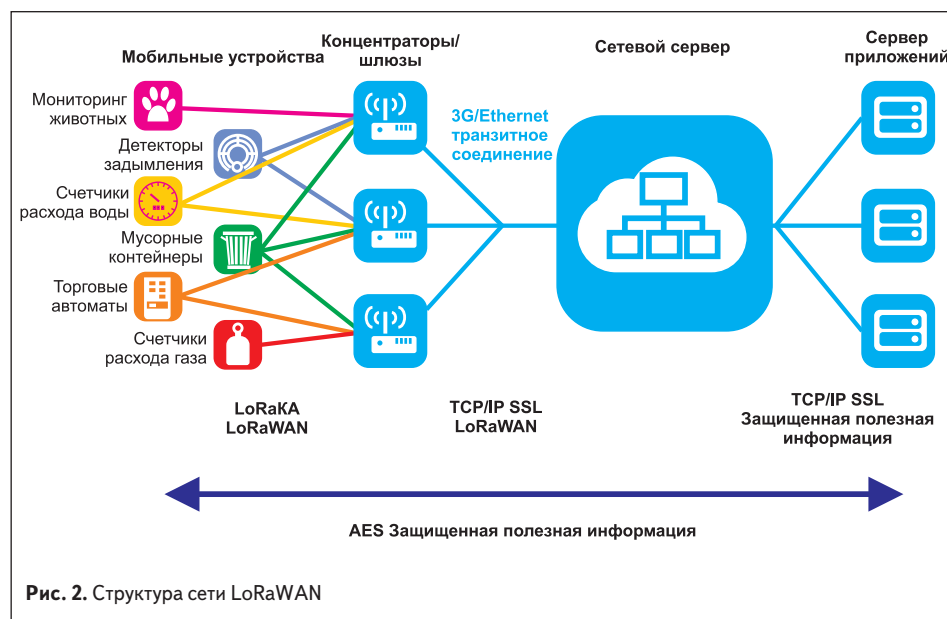 Мобильные устройства
Концентраторы/
шлюзы
Сетевой сервер
Сервер
приложений
Мониторинг
животных
Детекторы
задымления
Счетчики
расхода воды
Мусорные
контейнеры
Торговые
автоматы
Счетчики
расхода газа
3G/Ethernet
транзитное
соединение
LoRaКА
LoRaWAN
TCP/IP SSL
LoRaWAN
TCP/IP SSL
Защищенная полезная
информация
AES Защищенная полезная информация
Рис. 2. Структура сети LoRaWAN